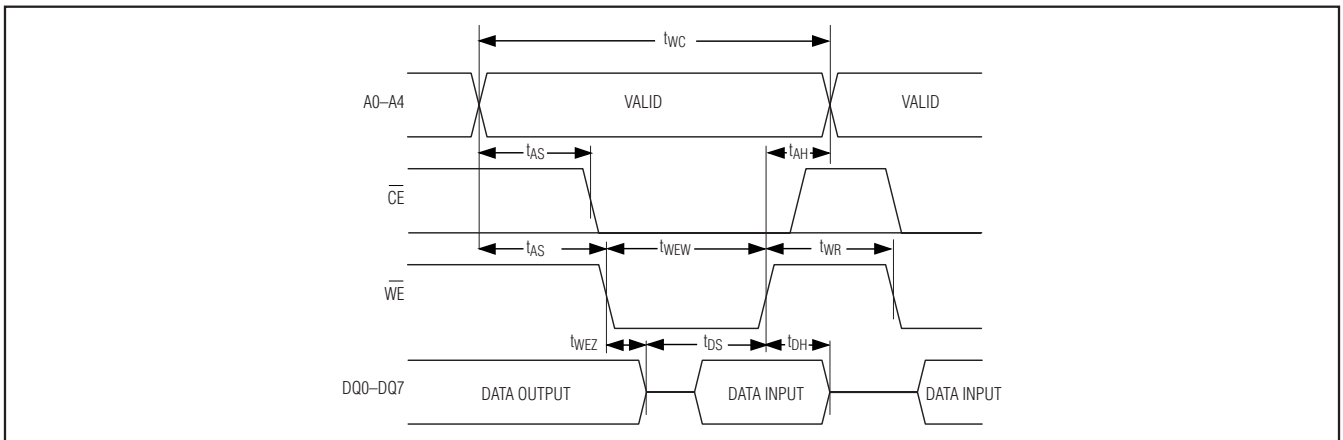 tWC
A0–A4 VALID VALID
tAS tAH
CE
tAS tWEW tWR
WE
tWEZ tDS tDH
DQ0–DQ7 DATA OUTPUT DATA INPUT DATA INPUT